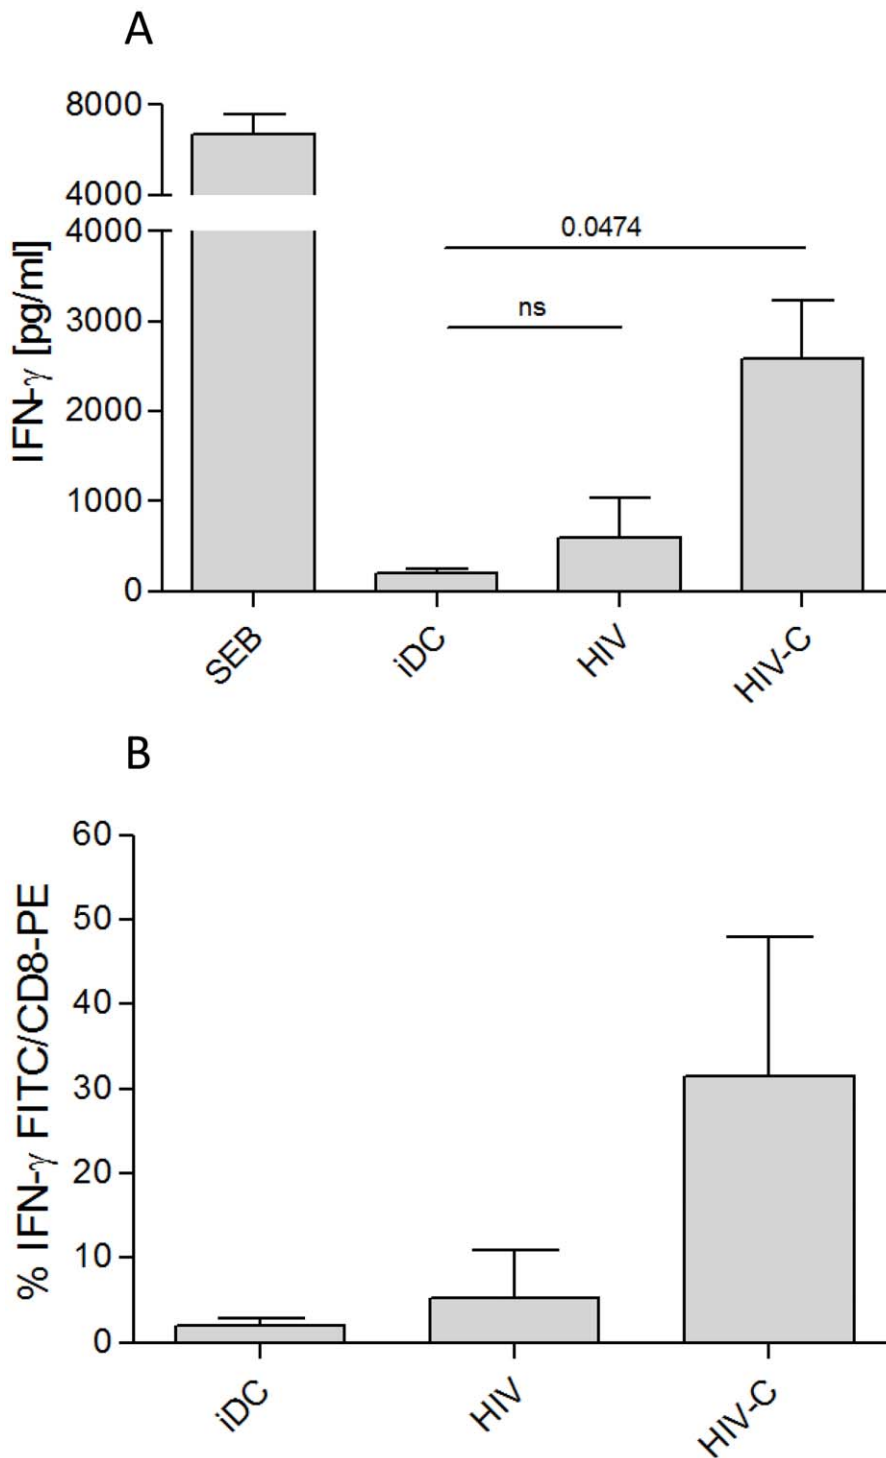 A
8000
4000
4000
3000
2000
1000
0
IFN-γ [pg/ml]
0.0474
ns
SEB
iDC
HIV
HIV-C
B
60
50
40
30
20
10
0
% IFN-γ FITC/CD8-PE
iDC
HIV
HIV-C